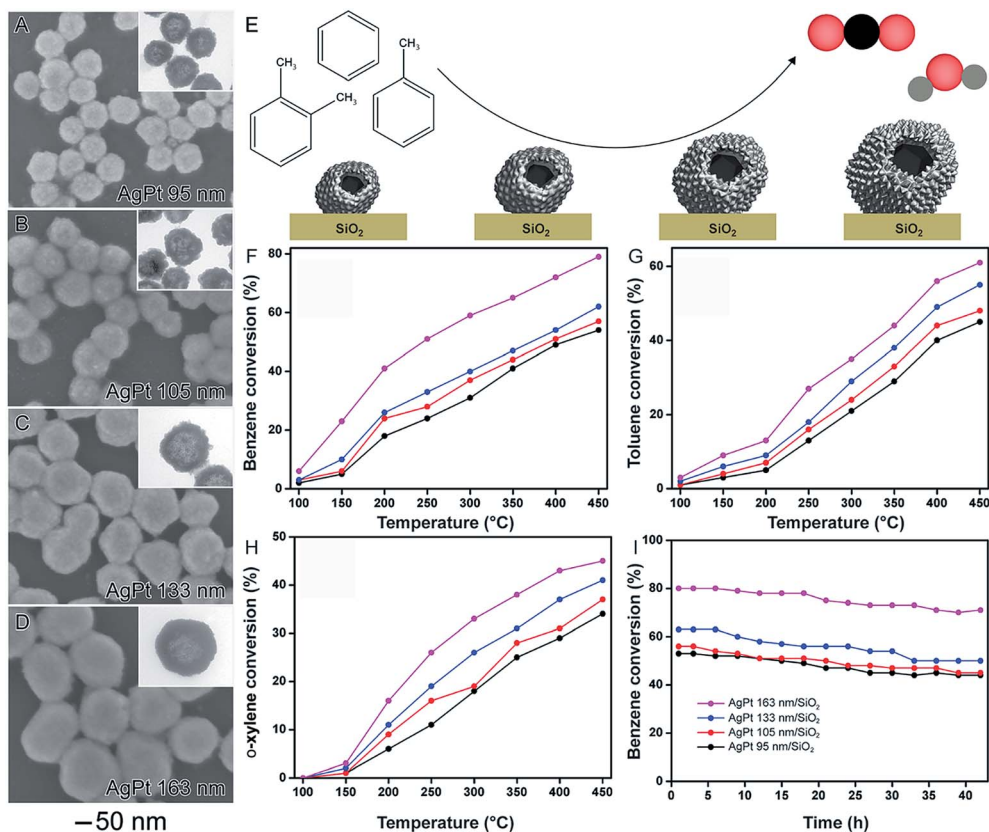 A
AgPt 95 nm
B
AgPt 105 nm
C
AgPt 133 nm
D
AgPt 163 nm
50 nm
E
CH₃
CH₃
CH₃
SiO₂
SiO₂
SiO₂
SiO₂
F
Benzene conversion (%)
80
60
40
20
0
100 150 200 250 300 350 400 450
Temperature (°C)
G
Toluene conversion (%)
60
40
20
0
100 150 200 250 300 350 400 450
Temperature (°C)
H
o-xylene conversion (%)
50
40
30
20
10
0
100 150 200 250 300 350 400 450
Temperature (°C)
I
Benzene conversion (%)
100
80
60
40
20
0
AgPt 163 nm/SiO₂
AgPt 133 nm/SiO₂
AgPt 105 nm/SiO₂
AgPt 95 nm/SiO₂
0 5 10 15 20 25 30 35 40
Time (h)